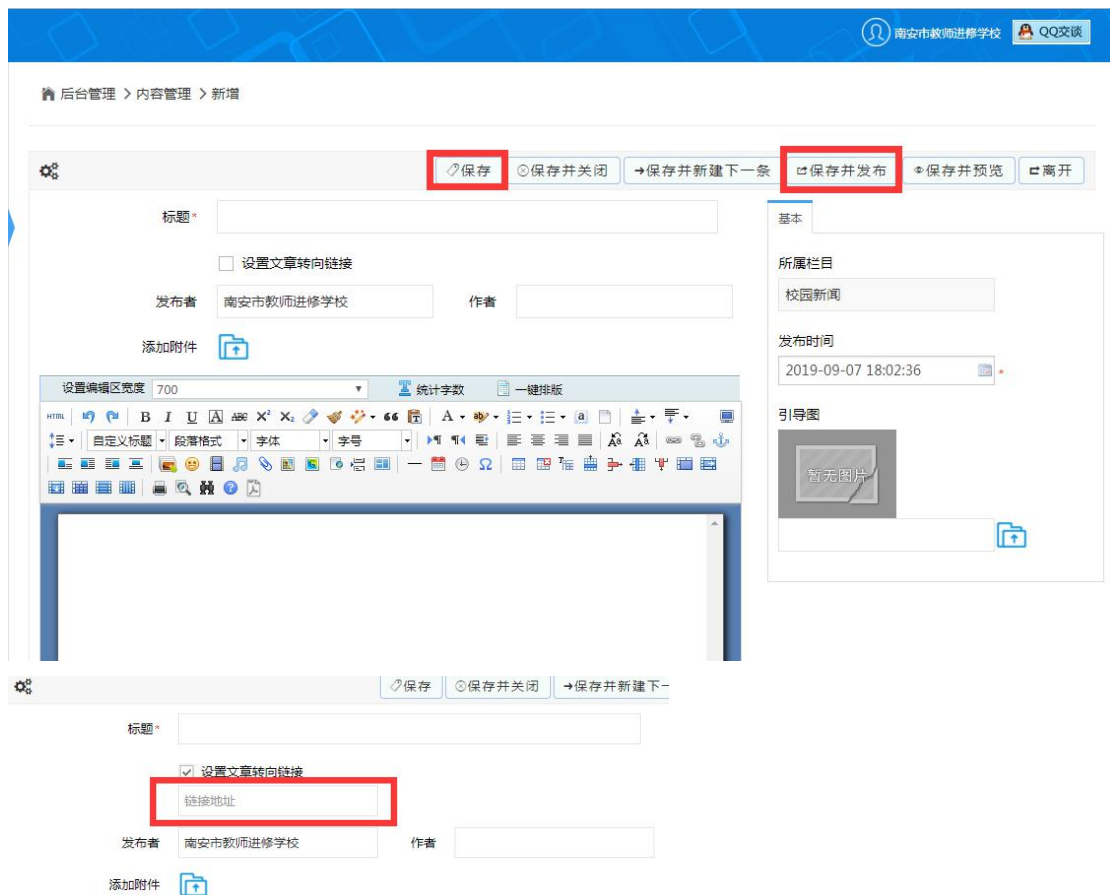 南安市教师进修学校 QQ交谈
后台管理 > 内容管理 > 新增
保存 保存并关闭 保存并新建下一条 保存并发布 保存并预览 离开
标题*
基本
设置文章转向链接
所属栏目
发布者 南安市教师进修学校 作者
校园新闻
添加附件
发布时间
2019-09-07 18:02:36 *
设置编辑区宽度 700 统计字数 一键排版
引导图
HTML B I U A ABC X² X₂ 66 A ab a
自定义标题 段落格式 字体 字号
暂无图片
保存 保存并关闭 保存并新建下一
标题*
设置文章转向链接
链接地址
发布者 南安市教师进修学校 作者
添加附件